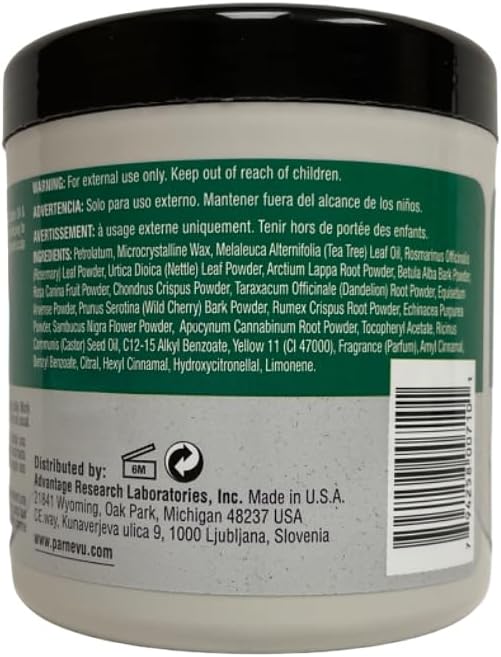 WARNING: For external use only. Keep out of reach of children.
ADVERTENCIA: Solo para uso externo. Mantener fuera del alcance de los niños.
AVERTISSEMENT: à usage externe uniquement. Tenir hors de portée des enfants.
INGREDIENTS: Petrolatum, Microcrystalline Wax, Melaleuca Alternifolia (Tea Tree) Leaf Oil, Rosmarinus Officinalis
(Rosemary) Leaf Powder, Urtica Dioica (Nettle) Leaf Powder, Arctium Lappa Root Powder, Betula Alba Bark Powder,
Rosa Canina Fruit Powder, Chondrus Crispus Powder, Taraxacum Officinale (Dandelion) Root Powder, Equisetum
Arvense Powder, Prunus Serotina (Wild Cherry) Bark Powder, Rumex Crispus Root Powder, Echinacea Purpurea
Powder, Sambucus Nigra Flower Powder, Apucynum Cannabinum Root Powder, Tocopheryl Acetate, Ricinus
Communis (Castor) Seed Oil, C12-15 Alkyl Benzoate, Yellow 11 (CI 47000), Fragrance (Parfum), Amyl Cinnamal,
Benzyl Benzoate, Citral, Hexyl Cinnamal, Hydroxycitronellal, Limonene.
Distributed by: 6M
Advantage Research Laboratories, Inc. Made in U.S.A.
21841 Wyoming, Oak Park, Michigan 48237 USA
CE.way, Kunaverjeva ulica 9, 1000 Ljubljana, Slovenia
www.parnevu.com
7 94258 00710 1